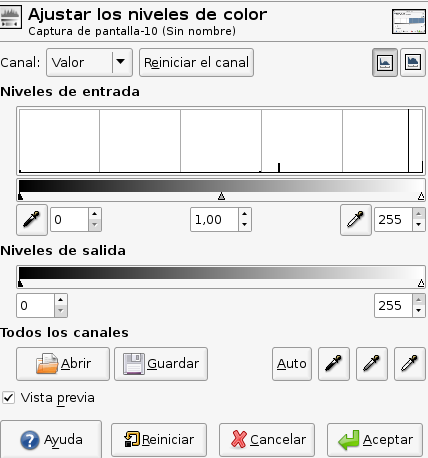 Ajustar los niveles de color
Captura de pantalla-10 (Sin nombre)
Canal: Valor Reiniciar el canal
Niveles de entrada
0 1,00 255
Niveles de salida
0 255
Todos los canales
Abrir Guardar Auto
Vista previa
Ayuda Reiniciar Cancelar Aceptar